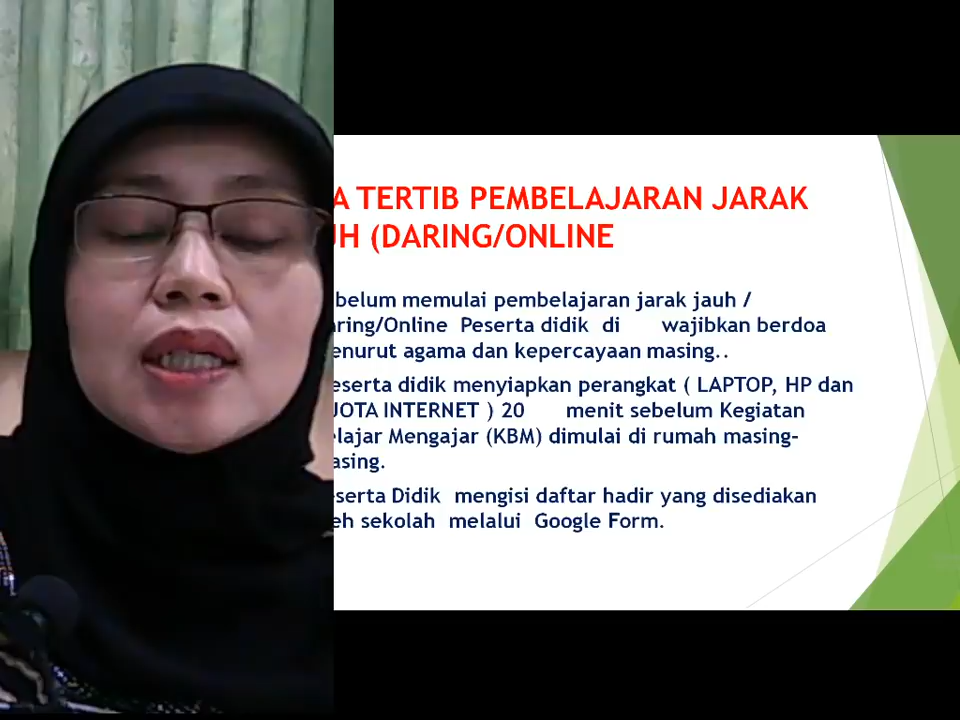 A TERTIB PEMBELAJARAN JARAK
UH (DARING/ONLINE
belum memulai pembelajaran jarak jauh /
aring/Online Peserta didik di wajibkan berdoa
enurut agama dan kepercayaan masing..
eserta didik menyiapkan perangkat ( LAPTOP, HP dan
UOTA INTERNET ) 20 menit sebelum Kegiatan
elajar Mengajar (KBM) dimulai di rumah masing-
asing.
eserta Didik mengisi daftar hadir yang disediakan
eh sekolah melalui Google Form.